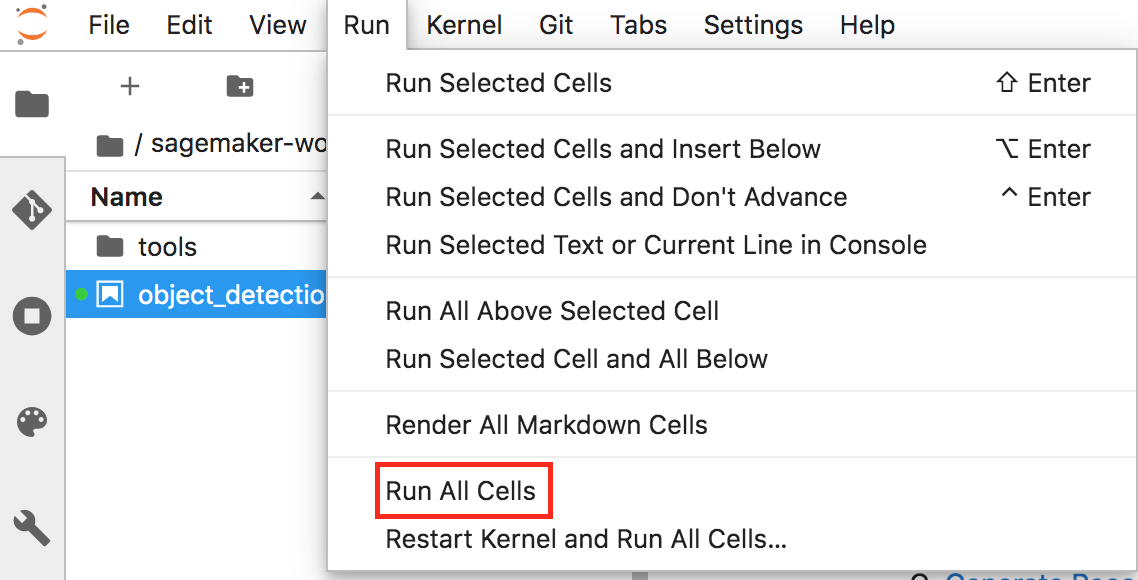 File Edit View Run Kernel Git Tabs Settings Help
Run Selected Cells ⇧ Enter
/ sagemaker-wo
Run Selected Cells and Insert Below ⌥ Enter
Name
Run Selected Cells and Don't Advance ^ Enter
tools
Run Selected Text or Current Line in Console
object_detectio
Run All Above Selected Cell
Run Selected Cell and All Below
Render All Markdown Cells
Run All Cells
Restart Kernel and Run All Cells...